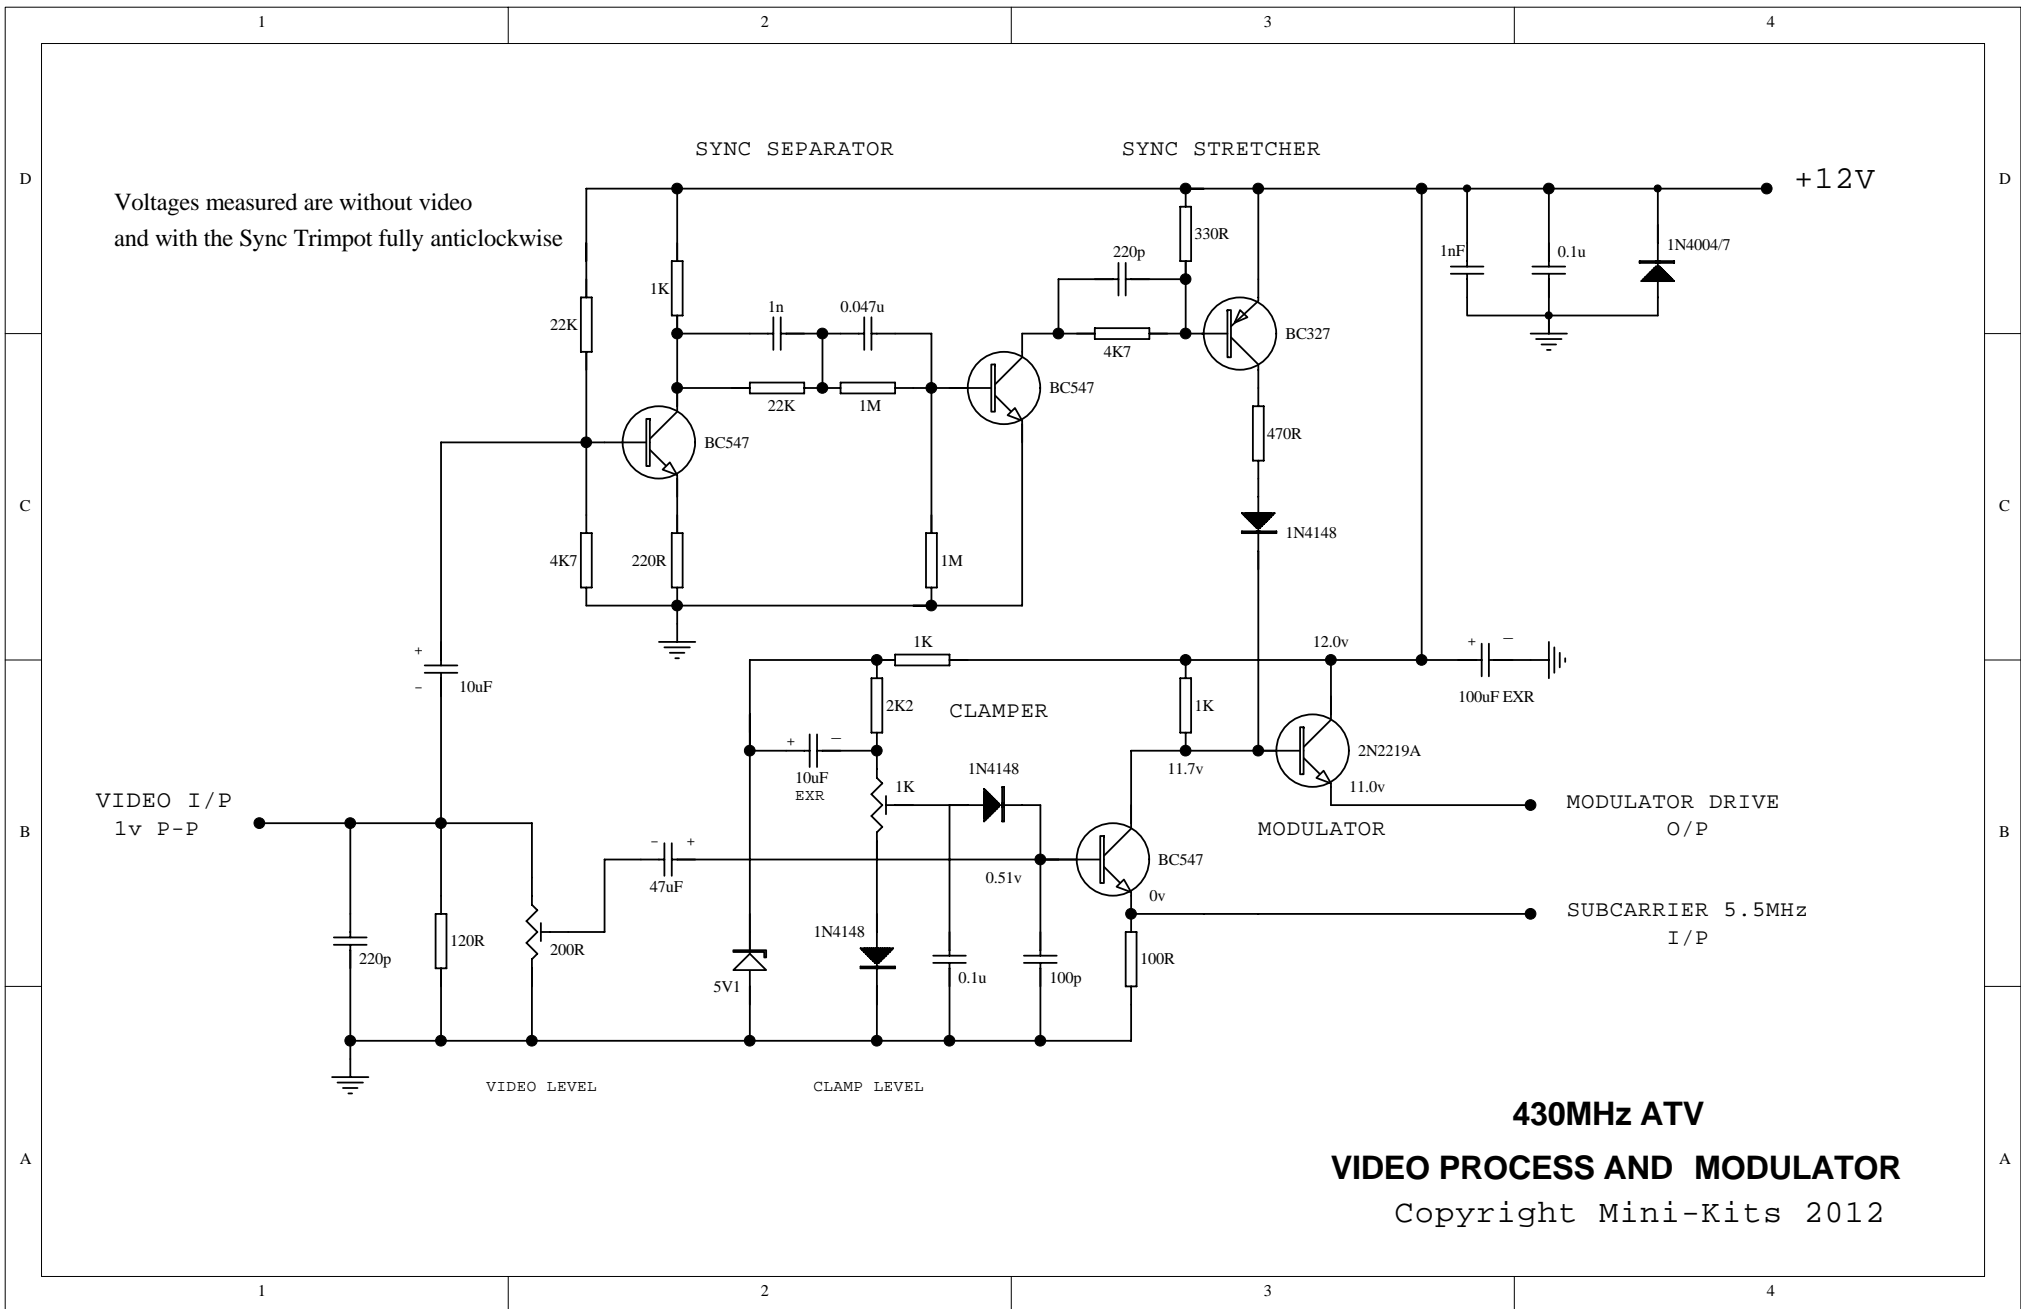 1 2 3 4
SYNC SEPARATOR SYNC STRETCHER
D D
+12V
Voltages measured are without video
and with the Sync Trimpot fully anticlockwise
330R
1nF 0.1u 1N4004/7
220p
1K
1n 0.047u
22K
BC327
4K7
BC547
22K 1M
470R
BC547
C C
1N4148
4K7 220R 1M
1K 12.0v
+ + −
− 10uF
2K2
100uF EXR
CLAMPER 1K
+ −
2N2219A
10uF
EXR
1K
1N4148
11.7v
11.0v
VIDEO I/P
1v P-P
MODULATOR DRIVE
O/P
B B
MODULATOR
− +
47uF
0.51v
BC547
0v
SUBCARRIER 5.5MHz
I/P
120R
200R
1N4148
220p
5V1
0.1u
100p
100R
VIDEO LEVEL CLAMP LEVEL
430MHz ATV
A A
VIDEO PROCESS AND MODULATOR
Copyright Mini-Kits 2012
1 2 3 4